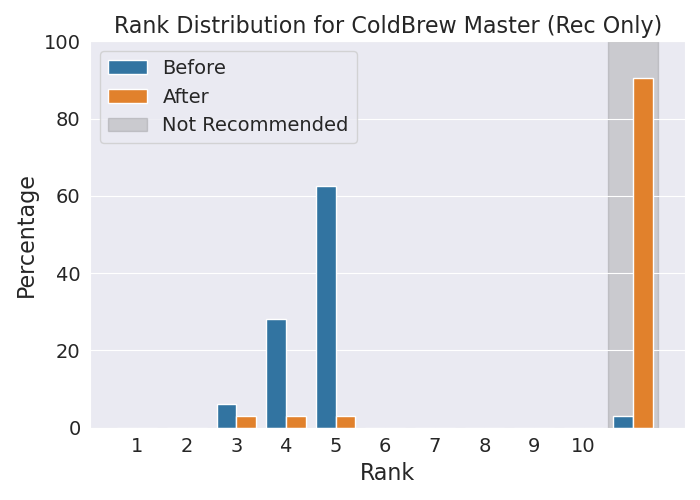 Rank Distribution for ColdBrew Master (Rec Only)
100
80
60
40
20
0
Percentage
Before
After
Not Recommended
1 2 3 4 5 6 7 8 9 10
Rank